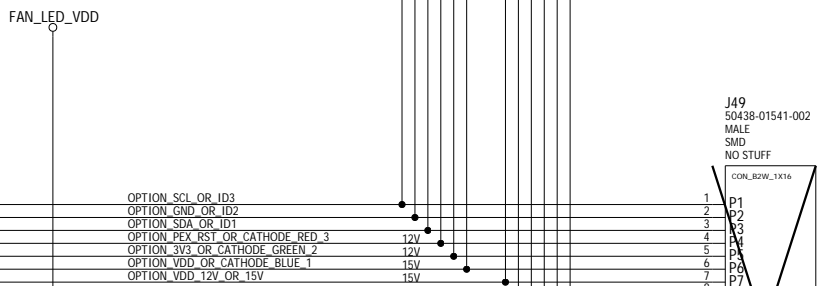 FAN_LED_VDD
J49
50438-01541-002
MALE
SMD
NO STUFF
CON_B2W_1X16
OPTION_SCL_OR_ID3 1 P1
OPTION_GND_OR_ID2 2 P2
OPTION_SDA_OR_ID1 3 P3
OPTION_PEX_RST_OR_CATHODE_RED_3 12V 4 P4
OPTION_3V3_OR_CATHODE_GREEN_2 12V 5 P5
OPTION_VDD_OR_CATHODE_BLUE_1 15V 6 P6
OPTION_VDD_12V_OR_15V 15V 7 P7